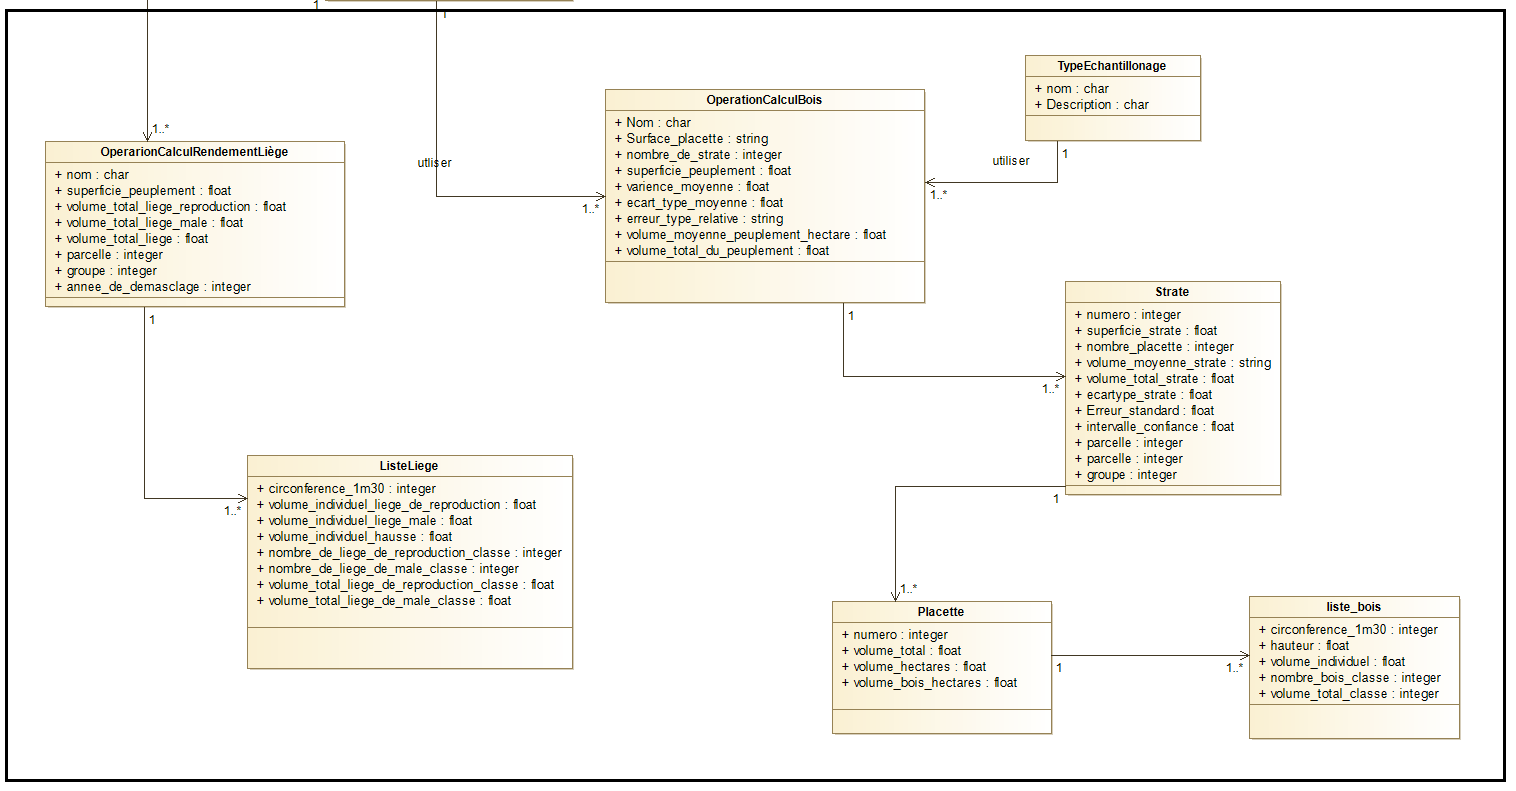 1
1
1..*
OperarionCalculRendementLiège
+ nom : char
+ superficie_peuplement : float
+ volume_total_liege_reproduction : float
+ volume_total_liege_male : float
+ volume_total_liege : float
+ parcelle : integer
+ groupe : integer
+ annee_de_demasclage : integer
1
utliser
1..*
OperationCalculBois
+ Nom : char
+ Surface_placette : string
+ nombre_de_strate : integer
+ superficie_peuplement : float
+ varience_moyenne : float
+ ecart_type_moyenne : float
+ erreur_type_relative : string
+ volume_moyenne_peuplement_hectare : float
+ volume_total_du_peuplement : float
1
TypeEchantillonage
+ nom : char
+ Description : char
1
utiliser
1..*
1..*
Strate
+ numero : integer
+ superficie_strate : float
+ nombre_placette : integer
+ volume_moyenne_strate : string
+ volume_total_strate : float
+ ecartype_strate : float
+ Erreur_standard : float
+ intervalle_confiance : float
+ parcelle : integer
+ parcelle : integer
+ groupe : integer
1
1..*
ListeLiege
+ circonference_1m30 : integer
+ volume_individuel_liege_de_reproduction : float
+ volume_individuel_liege_male : float
+ volume_individuel_hausse : float
+ nombre_de_liege_de_reproduction_classe : integer
+ nombre_de_liege_de_male_classe : integer
+ volume_total_liege_de_reproduction_classe : float
+ volume_total_liege_de_male_classe : float
1..*
Placette
+ numero : integer
+ volume_total : float
+ volume_hectares : float
+ volume_bois_hectares : float
1
1..*
liste_bois
+ circonference_1m30 : integer
+ hauteur : float
+ volume_individuel : float
+ nombre_bois_classe : integer
+ volume_total_classe : integer